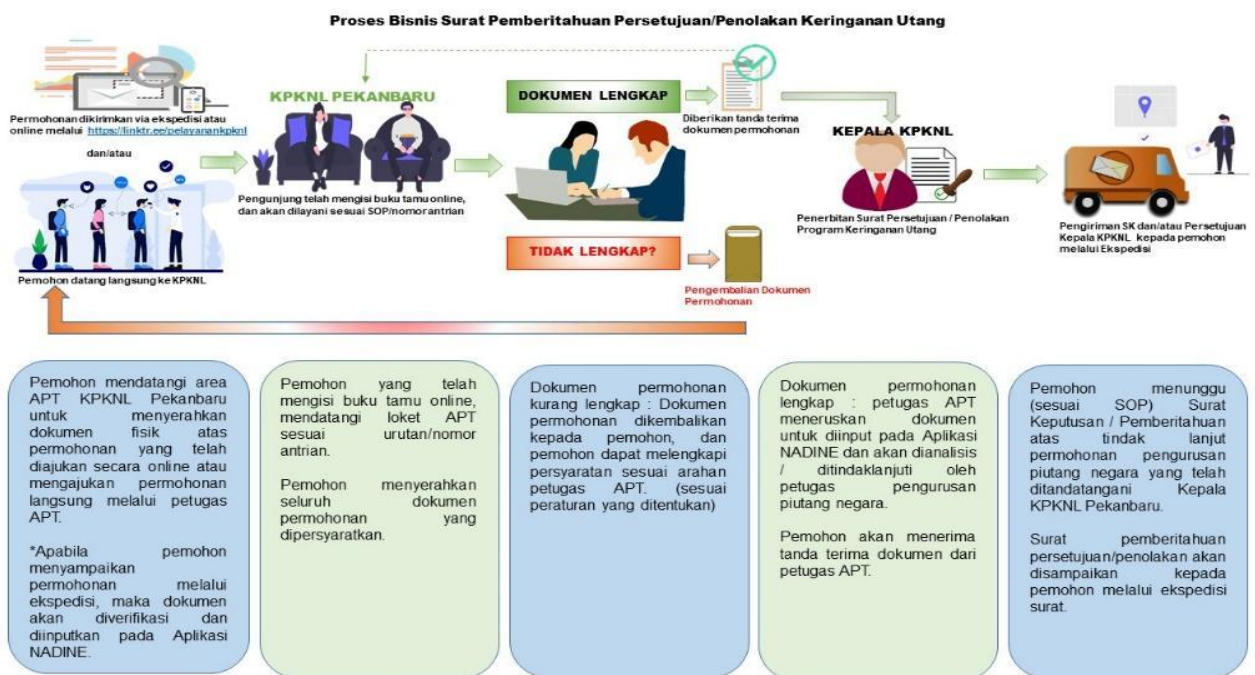 Proses Bisnis Surat Pemberitahuan Persetujuan/Penolakan Keringanan Utang
Permohonan dikirimkan via ekspedisi atau
online melalui https://linktr.ee/pelayanankpknl
dan/atau
Pemohon datang langsung ke KPKNL
KPKNL PEKANBARU
Pengunjung telah mengisi buku tamu online,
dan akan dilayani sesuai SOP/nomor antrian
DOKUMEN LENGKAP
TIDAK LENGKAP?
Diberikan tanda terima
dokumen permohonan
Pengembalian Dokumen
Permohonan
KEPALA KPKNL
Penerbitan Surat Persetujuan / Penolakan
Program Keringanan Utang
Pengiriman SK dan/atau Persetujuan
Kepala KPKNL kepada pemohon
melalui Ekspedisi
Pemohon mendatangi area
APT KPKNL Pekanbaru
untuk menyerahkan
dokumen fisik atas
permohonan yang telah
diajukan secara online atau
mengajukan permohonan
langsung melalui petugas
APT.
*Apabila pemohon
menyampaikan
permohonan melalui
ekspedisi, maka dokumen
akan diverifikasi dan
diinputkan pada Aplikasi
NADINE.
Pemohon yang telah
mengisi buku tamu online,
mendatangi loket APT
sesuai urutan/nomor
antrian.
Pemohon menyerahkan
seluruh dokumen
permohonan yang
dipersyaratkan.
Dokumen permohonan
kurang lengkap : Dokumen
permohonan dikembalikan
kepada pemohon, dan
pemohon dapat melengkapi
persyaratan sesuai arahan
petugas APT. (sesuai
peraturan yang ditentukan)
Dokumen permohonan
lengkap : petugas APT
meneruskan dokumen
untuk diinput pada Aplikasi
NADINE dan akan dianalisis
/ ditindaklanjuti oleh
petugas pengurusan
piutang negara.
Pemohon akan menerima
tanda terima dokumen dari
petugas APT.
Pemohon menunggu
(sesuai SOP) Surat
Keputusan / Pemberitahuan
atas tindak lanjut
permohonan pengurusan
piutang negara yang telah
ditandatangani Kepala
KPKNL Pekanbaru.
Surat pemberitahuan
persetujuan/penolakan akan
disampaikan kepada
pemohon melalui ekspedisi
surat.